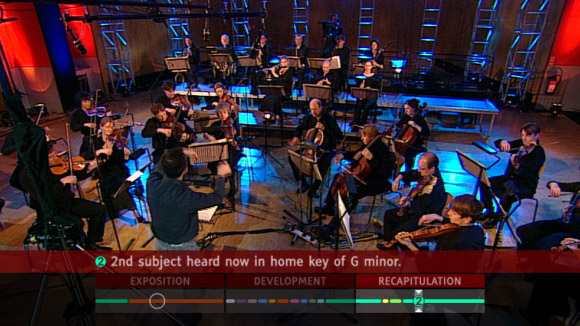 2 2nd subject heard now in home key of G minor.
EXPOSITION DEVELOPMENT RECAPITULATION
2